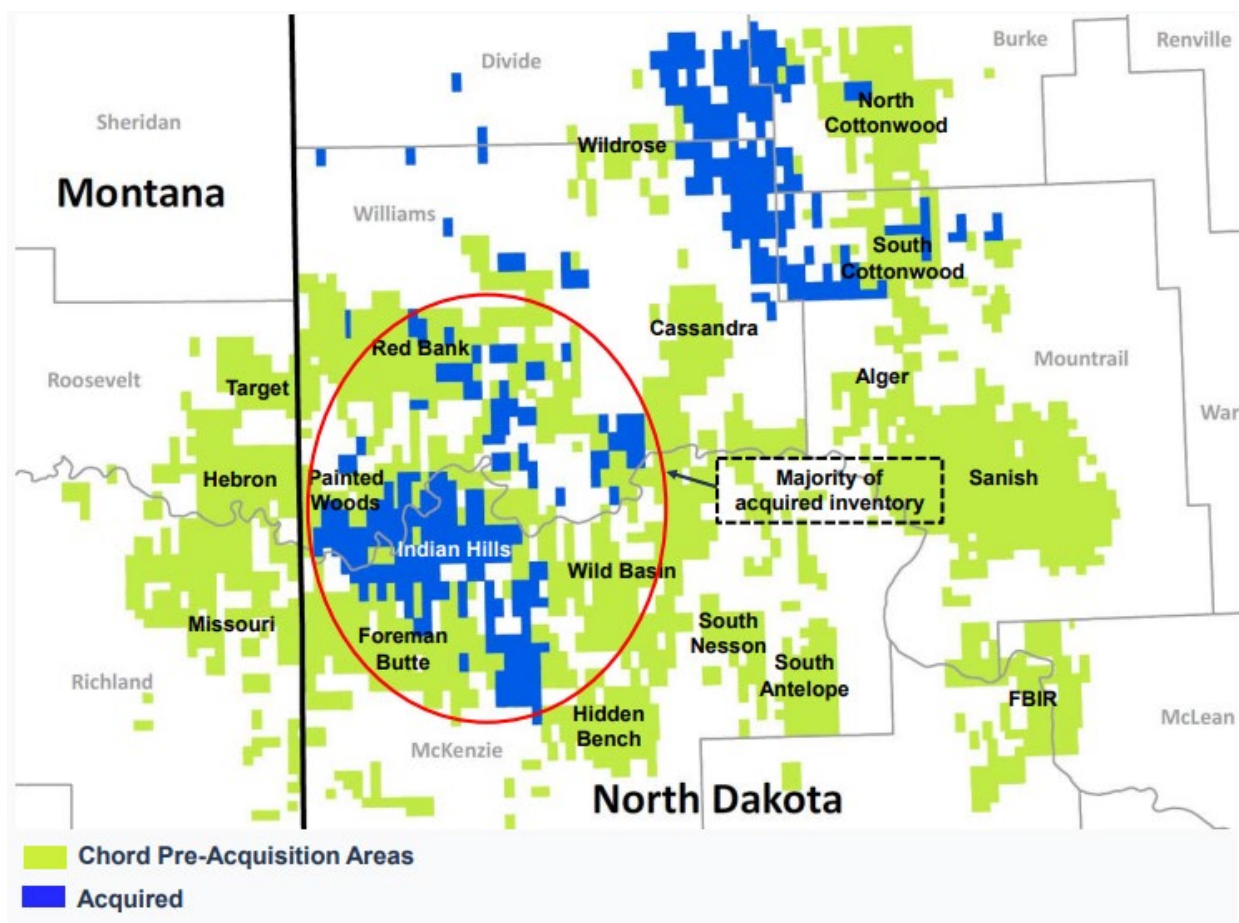 Divide
Burke
Renville
Sheridan
North
Cottonwood
Wildrose
Montana
Williams
South
Cottonwood
Cassandra
Red Bank
Mountrail
Roosevelt
Target
Alger
War
Hebron
Painted
Woods
Majority of
acquired inventory
Sanish
Indian Hills
Wild Basin
Missouri
Foreman
Butte
South
Nesson
South
Antelope
Richland
FBIR
Hidden
Bench
McLean
McKenzie
North Dakota
Chord Pre-Acquisition Areas
Acquired